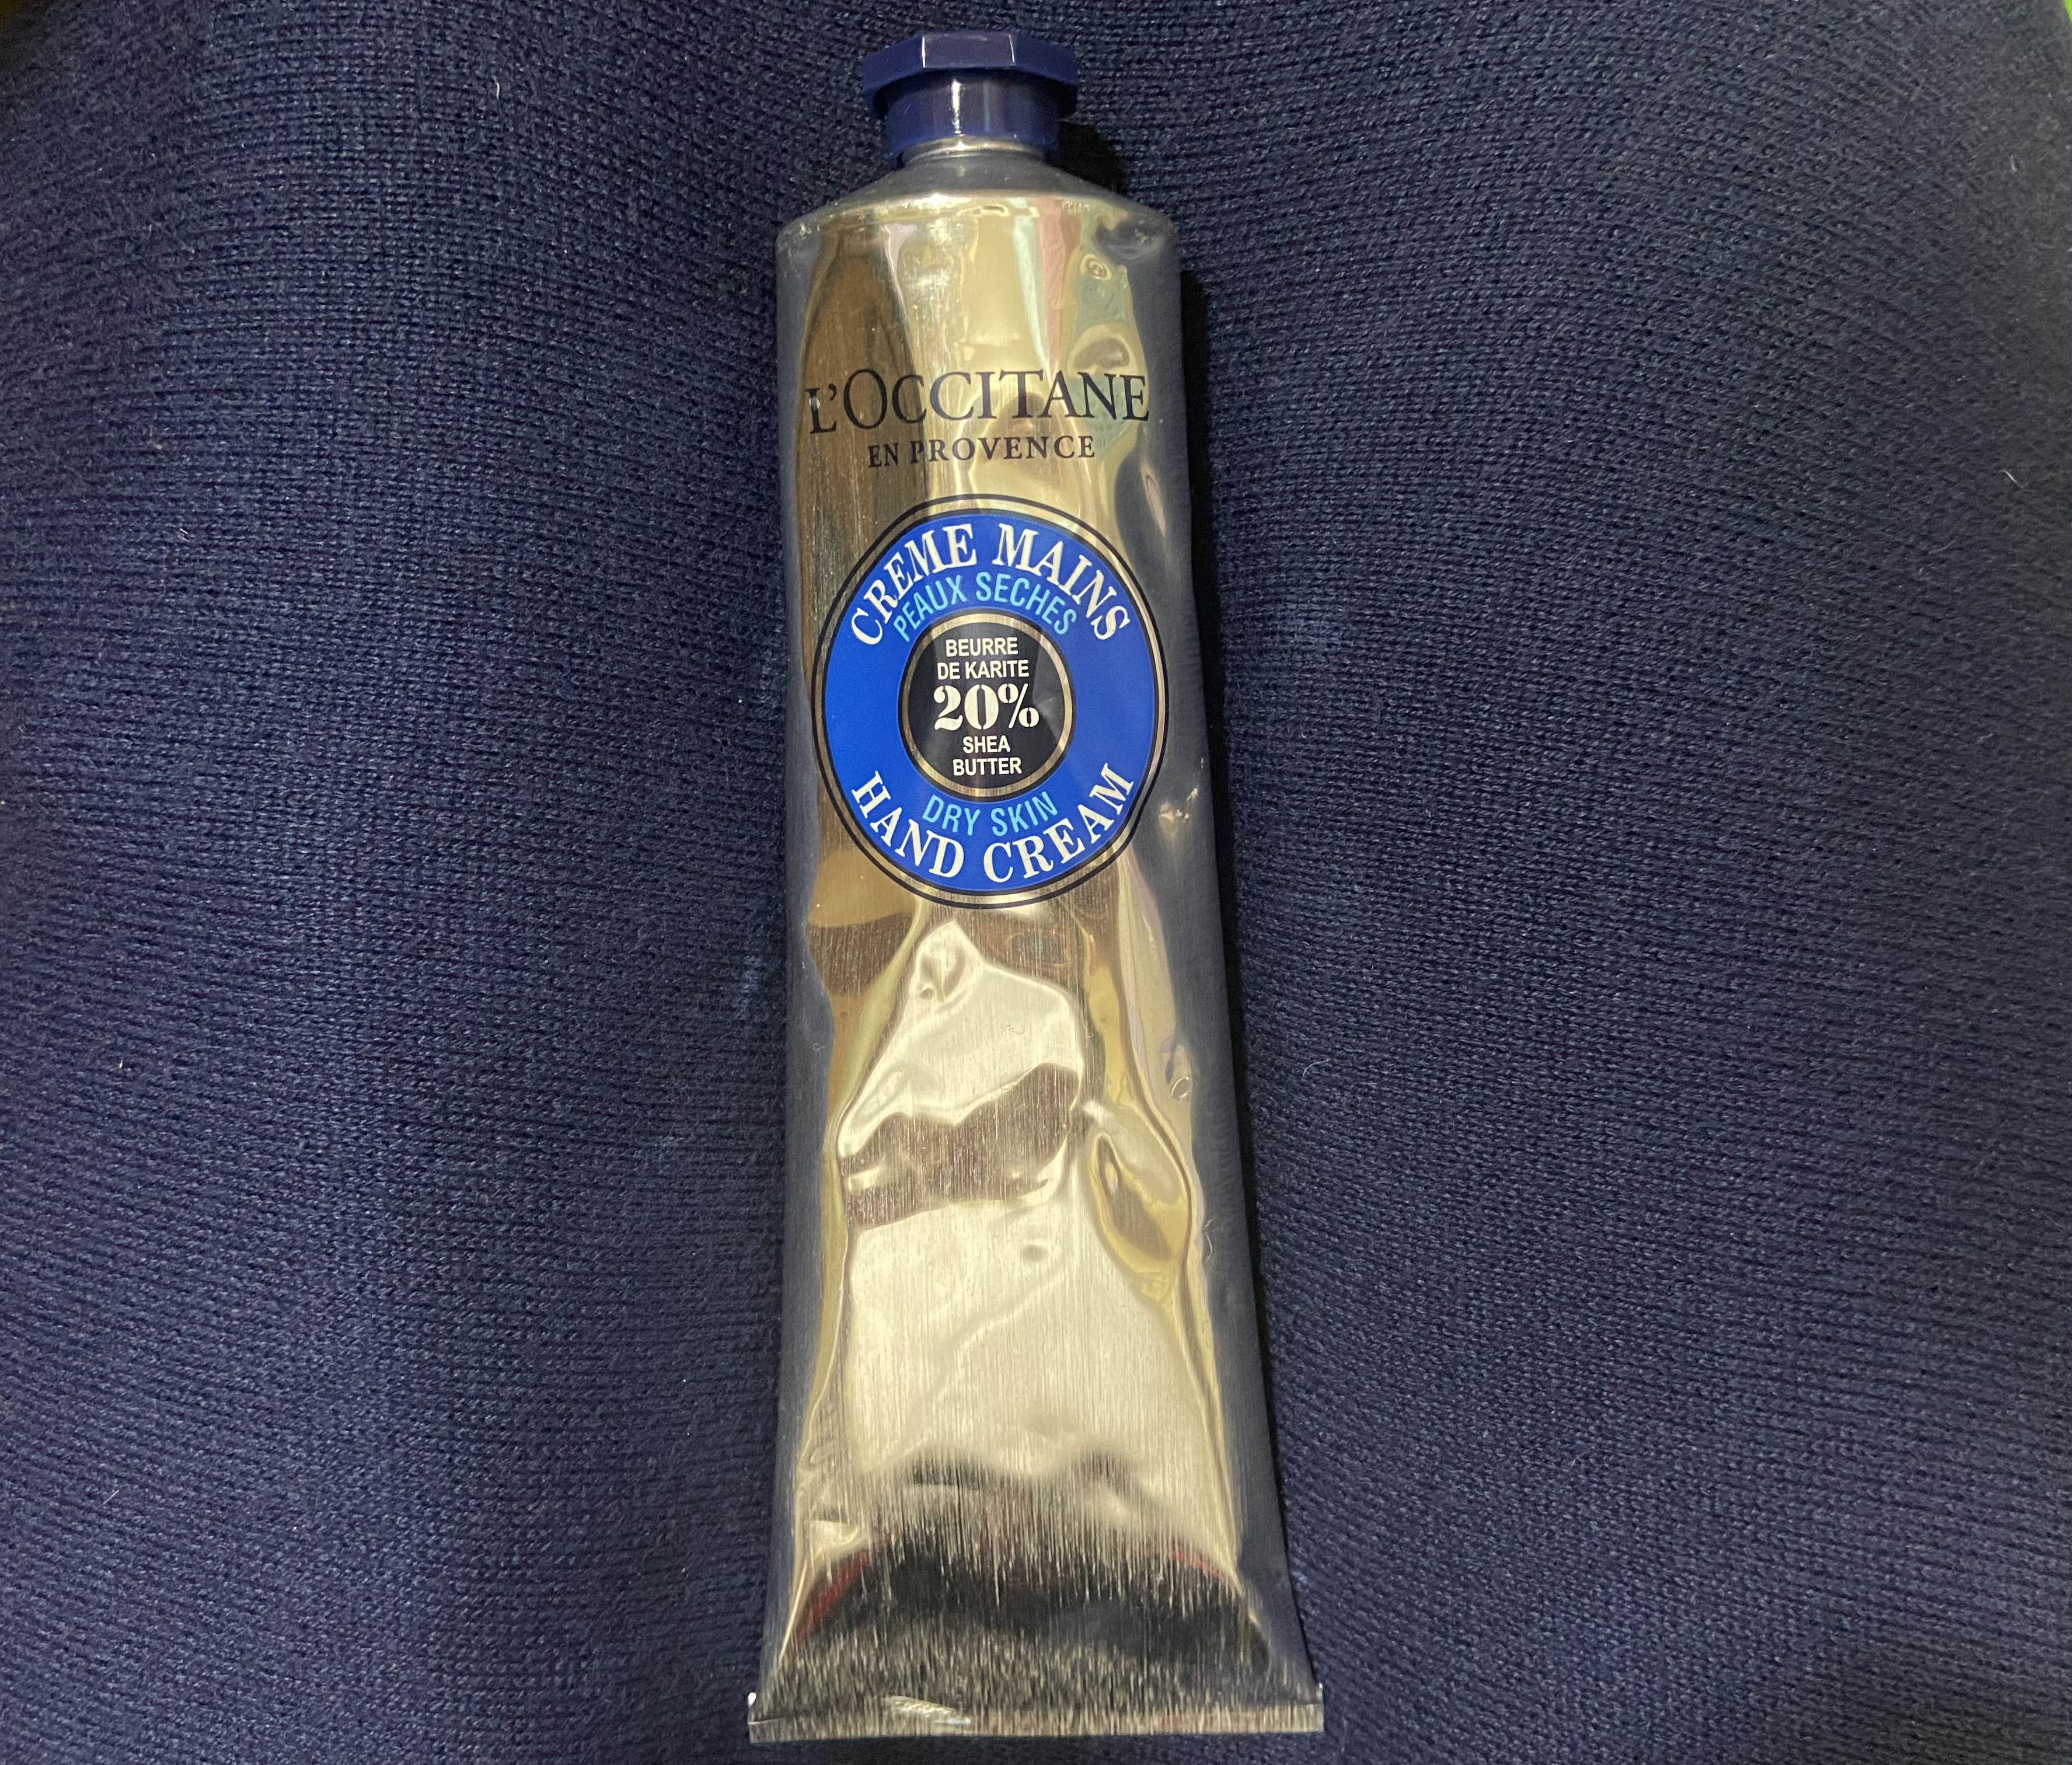 L'OCCITANE
EN PROVENCE
CREME MAINS
PEAUX SECHES
BEURRE
DE KARITE
20%
SHEA
BUTTER
DRY SKIN
HAND CREAM